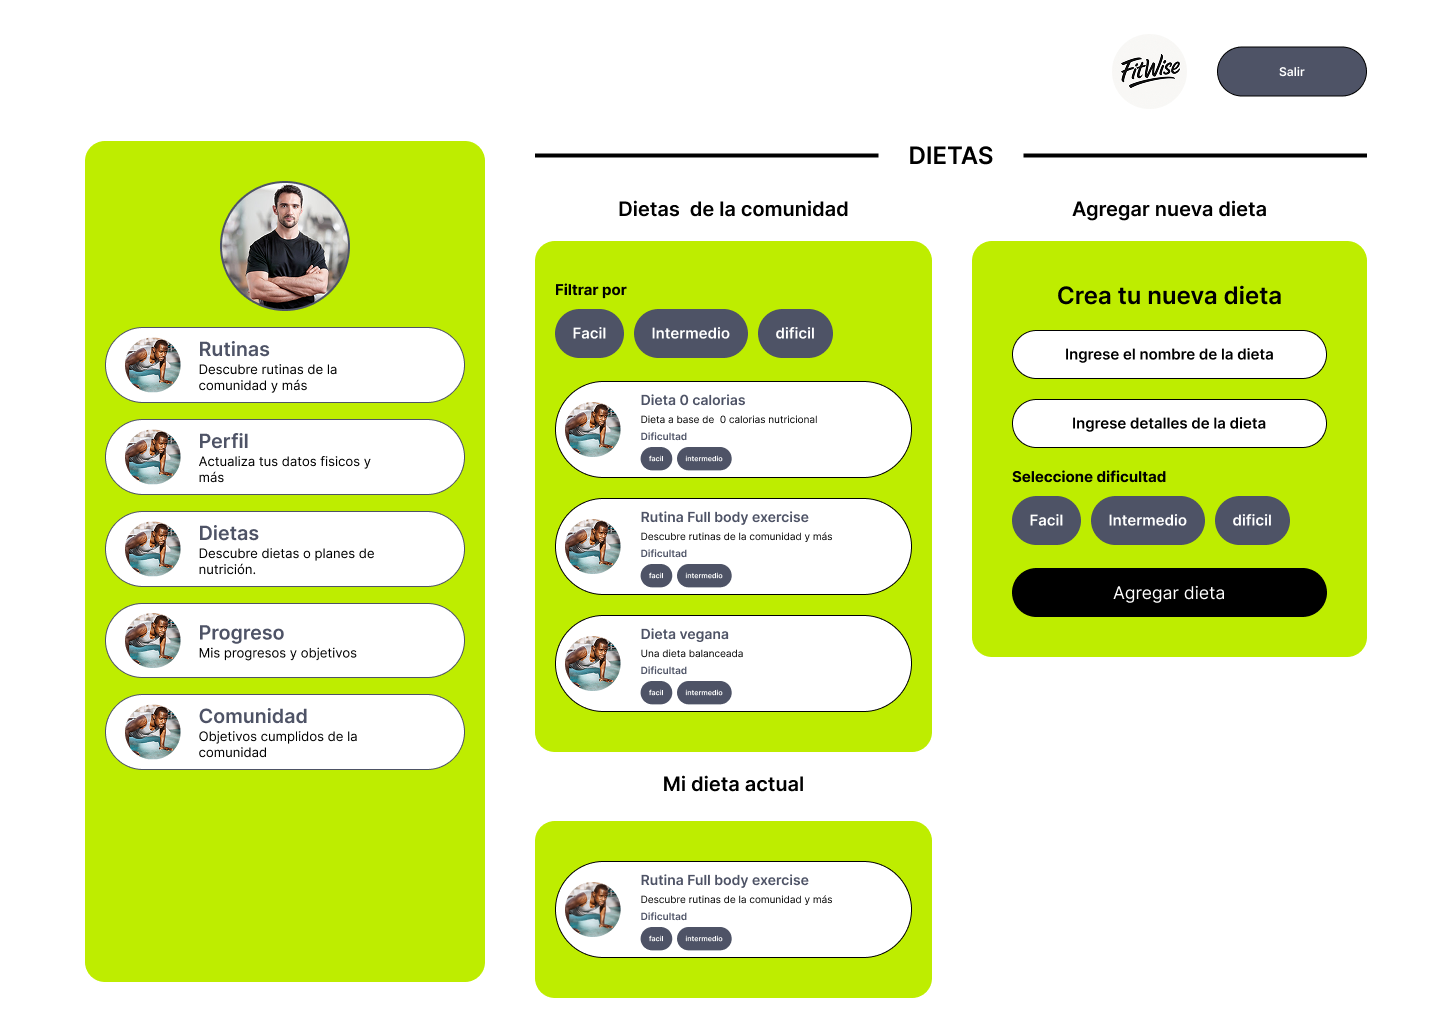 FitWise
Salir
Rutinas
Descubre rutinas de la
comunidad y más
Perfil
Actualiza tus datos fisicos y
más
Dietas
Descubre dietas o planes de
nutrición.
Progreso
Mis progresos y objetivos
Comunidad
Objetivos cumplidos de la
comunidad
DIETAS
Dietas de la comunidad
Filtrar por
Facil Intermedio dificil
Dieta 0 calorias
Dieta a base de 0 calorias nutricional
Dificultad
facil intermedio
Rutina Full body exercise
Descubre rutinas de la comunidad y más
Dificultad
facil intermedio
Dieta vegana
Una dieta balanceada
Dificultad
facil intermedio
Mi dieta actual
Rutina Full body exercise
Descubre rutinas de la comunidad y más
Dificultad
facil intermedio
Agregar nueva dieta
Crea tu nueva dieta
Ingrese el nombre de la dieta
Ingrese detalles de la dieta
Seleccione dificultad
Facil Intermedio dificil
Agregar dieta